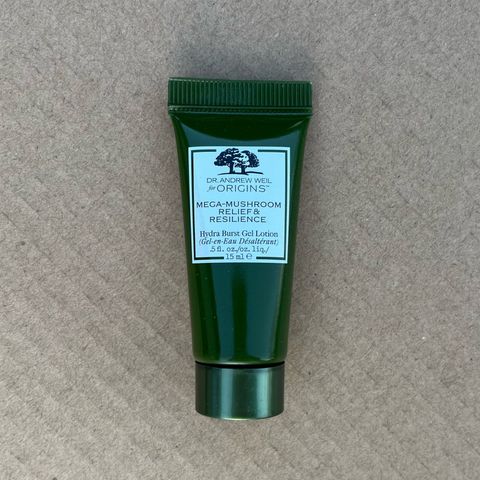 DR. ANDREW WEIL
for ORIGINS™
MEGA-MUSHROOM
RELIEF &
RESILIENCE
Hydra Burst Gel Lotion
(Gel-en-Eau Désaltérant)
.5 fl. oz./oz. liq./
15 ml ℮